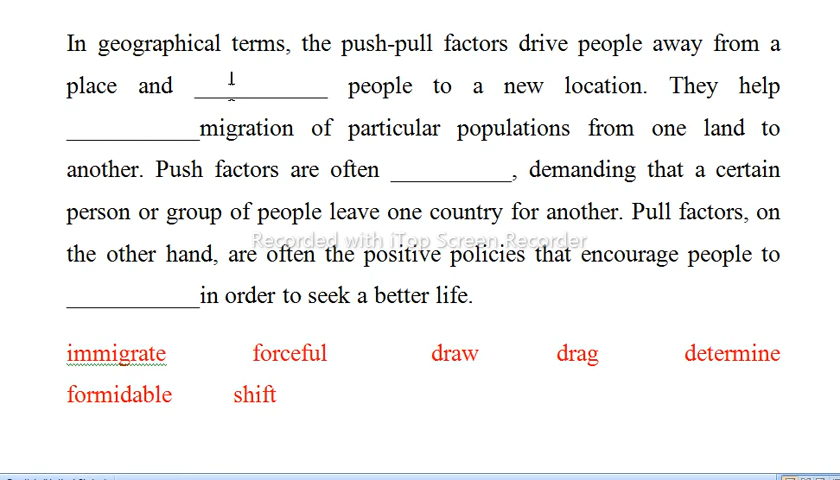 In geographical terms, the push-pull factors drive people away from a
place and ____________ people to a new location. They help
____________migration of particular populations from one land to
another. Push factors are often ___________, demanding that a certain
person or group of people leave one country for another. Pull factors, on
Recorded with iTop Screen Recorder
the other hand, are often the positive policies that encourage people to
____________in order to seek a better life.
immigrate forceful draw drag determine
formidable shift